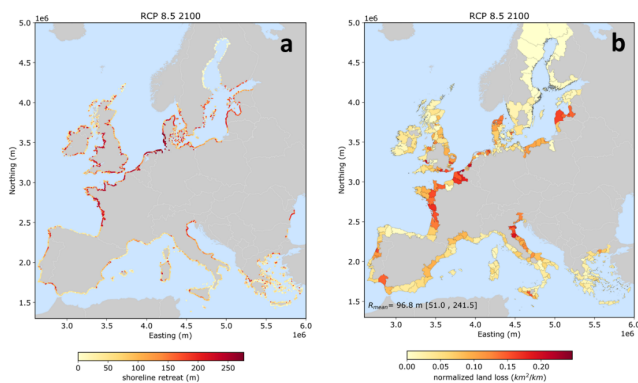 RCP 8.5 2100
1e6
a
5.0
4.5
4.0
3.5
3.0
2.5
2.0
1.5
Northing (m)
3.0 3.5 4.0 4.5 5.0 5.5 6.0
Easting (m)
1e6
0 50 100 150 200 250
shoreline retreat (m)
RCP 8.5 2100
1e6
b
5.0
4.5
4.0
3.5
3.0
2.5
2.0
1.5
Northing (m)
Rmean= 96.8 m [51.0 , 241.5]
3.0 3.5 4.0 4.5 5.0 5.5 6.0
Easting (m)
1e6
0.00 0.05 0.10 0.15 0.20
normalized land loss (km²/km)